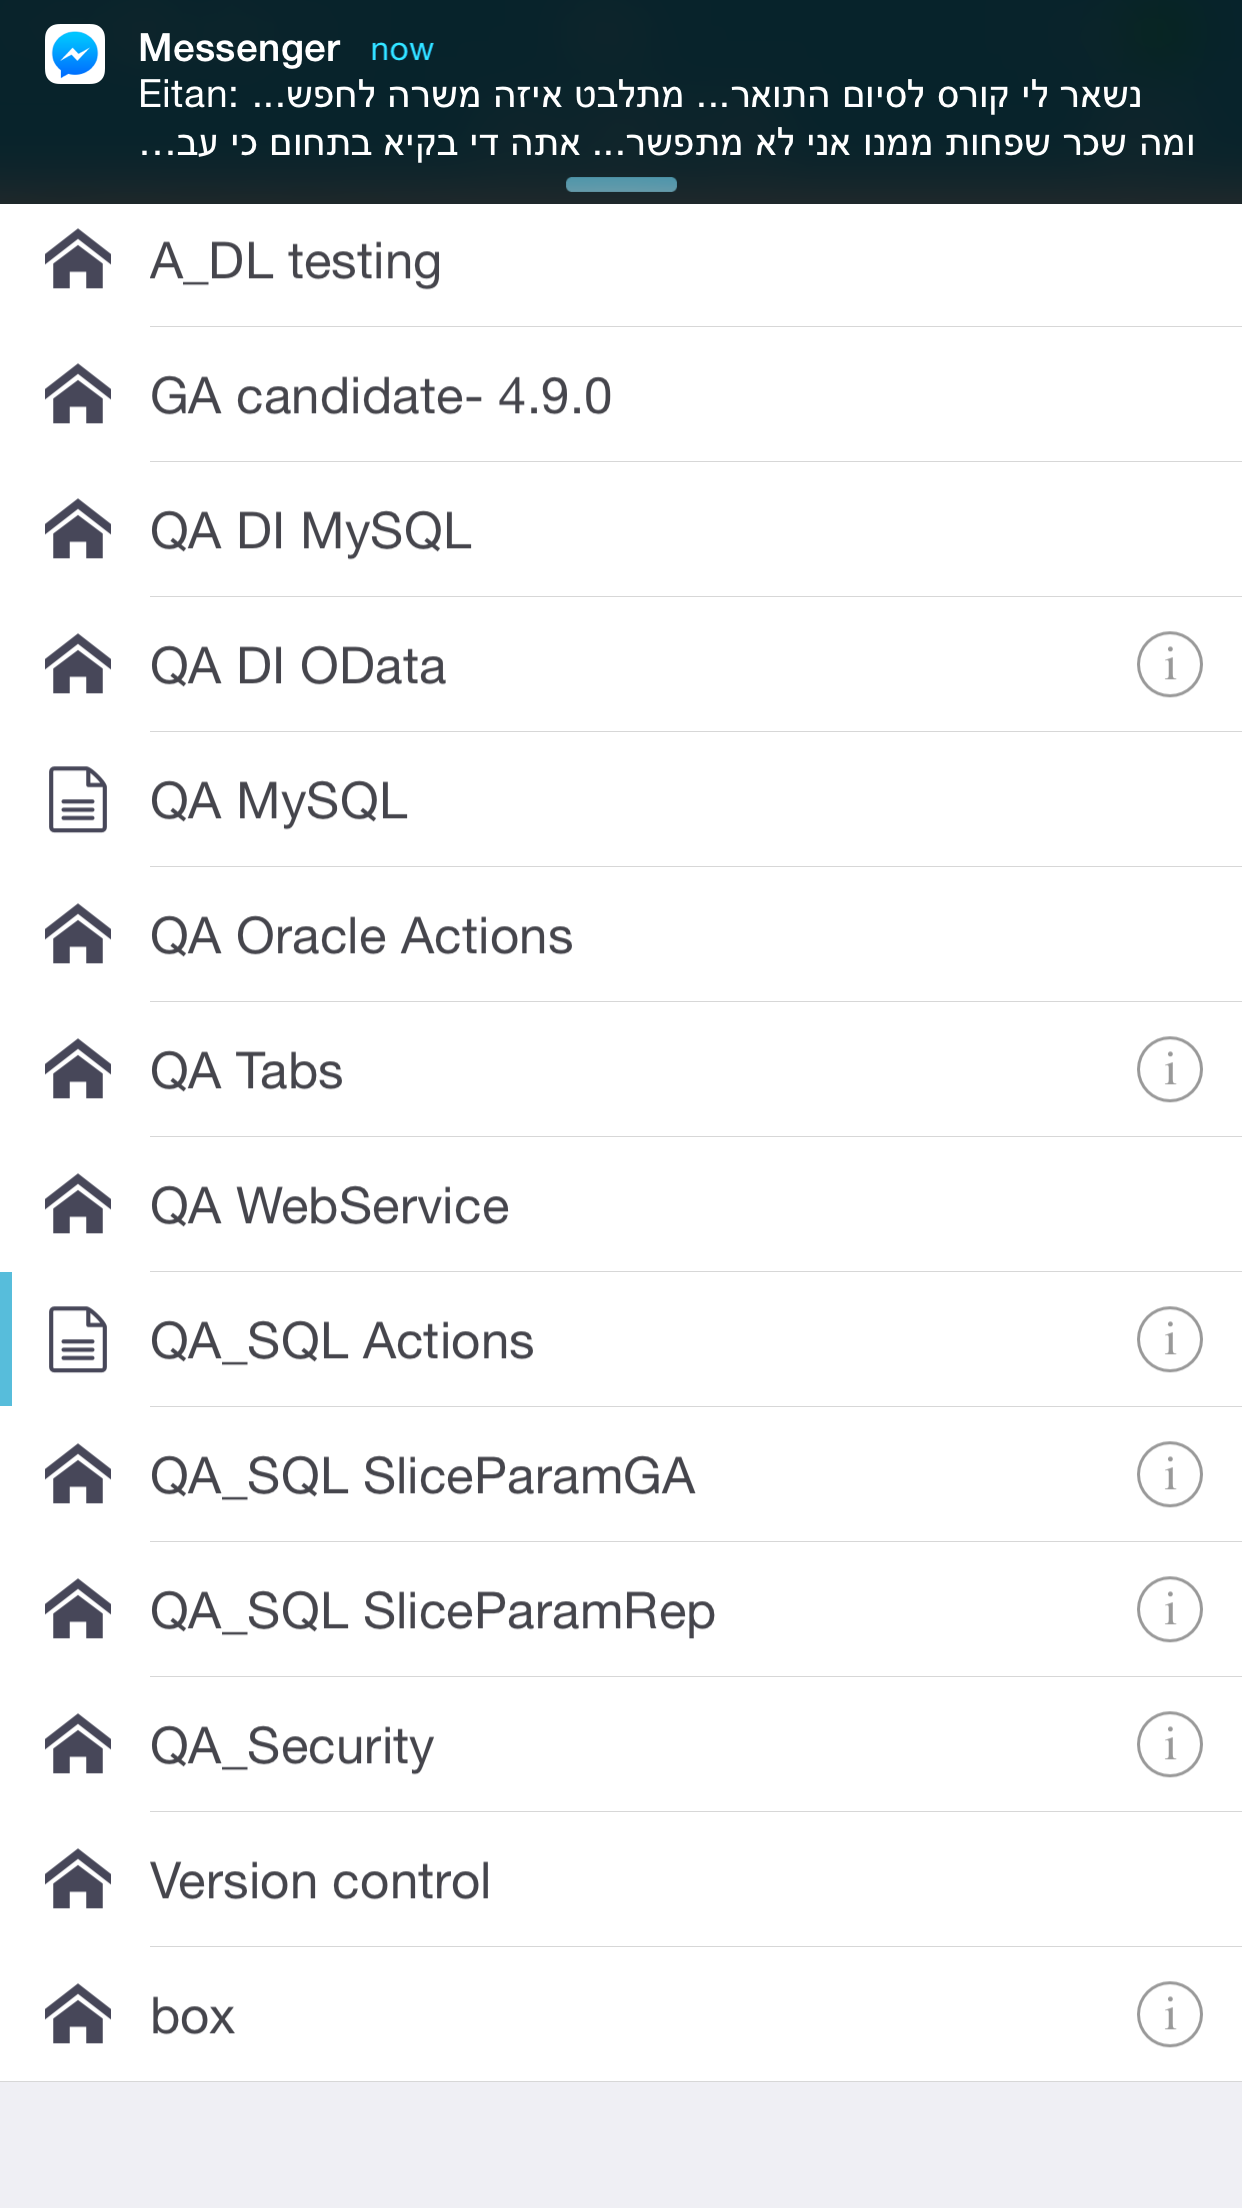 Messenger now
Eitan: נשאר לי קורס לסיום התואר... מתלבט איזה משרה לחפש...
ומה שכר שפחות ממנו אני לא מתפשר... אתה די בקיא בתחום כי עב...
A_DL testing
GA candidate- 4.9.0
QA DI MySQL
QA DI OData
QA MySQL
QA Oracle Actions
QA Tabs
QA WebService
QA_SQL Actions
QA_SQL SliceParamGA
QA_SQL SliceParamRep
QA_Security
Version control
box